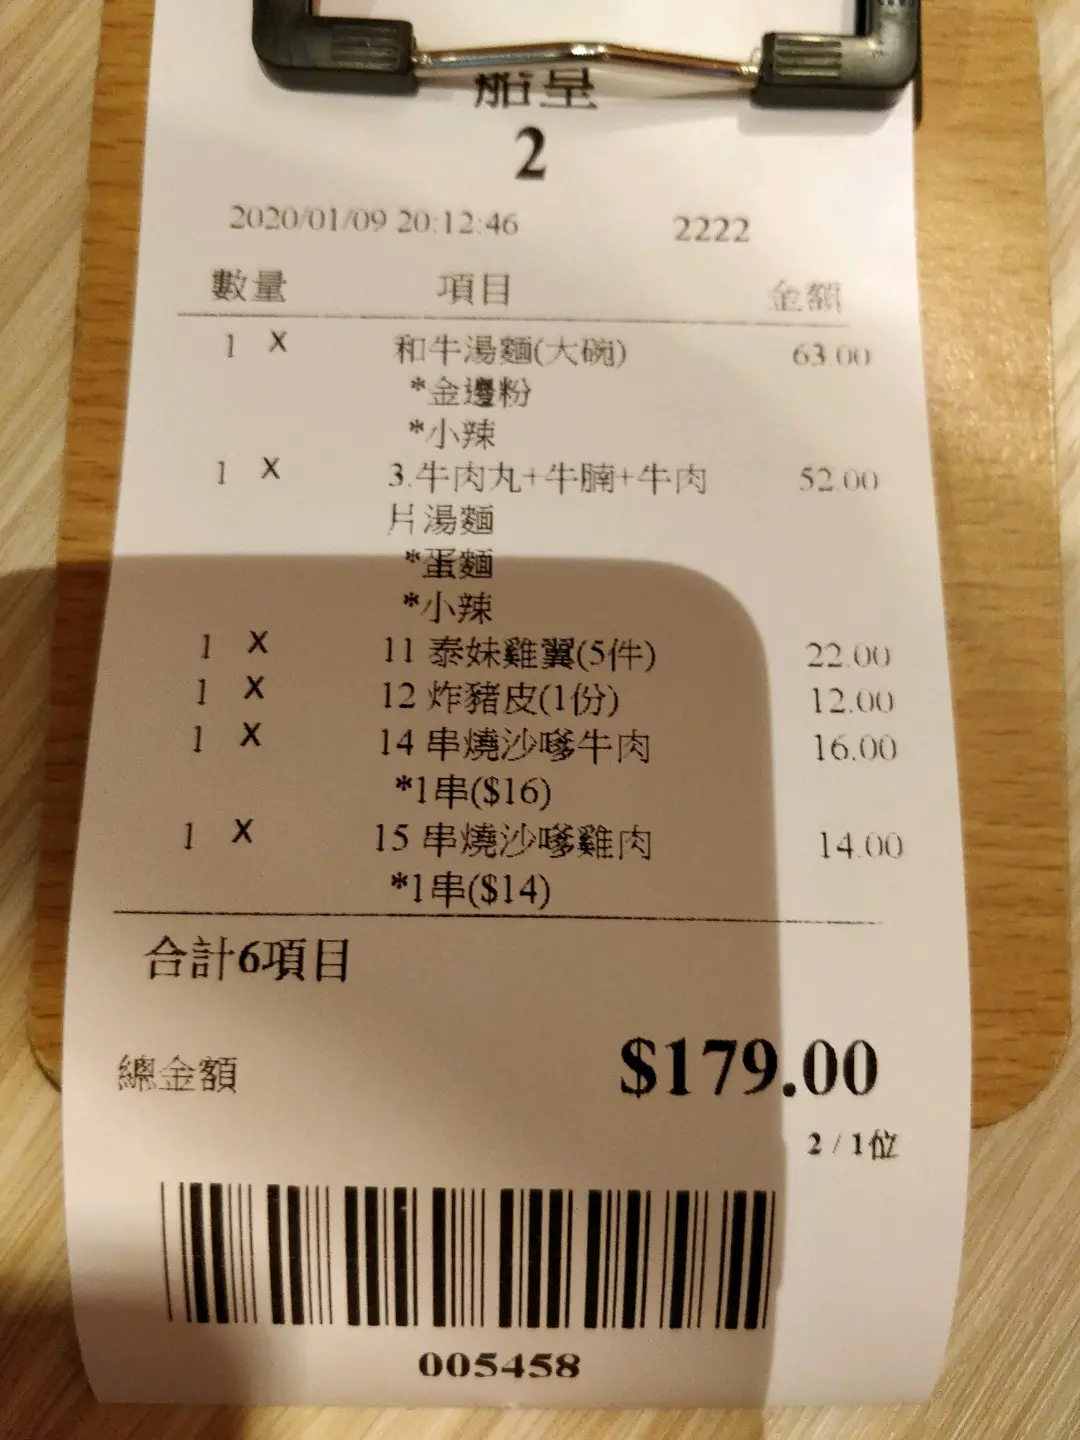 船皇
2
2020/01/09 20:12:46 2222
數量 項目 金額
1 X 和牛湯麵(大碗) 63.00
*金邊粉
*小辣
1 X 3.牛肉丸+牛腩+牛肉 52.00
片湯麵
*蛋麵
*小辣
1 X 11 泰妹雞翼(5件) 22.00
1 X 12 炸豬皮(1份) 12.00
1 X 14 串燒沙嗲牛肉 16.00
*1串($16)
1 X 15 串燒沙嗲雞肉 14.00
*1串($14)
合計6項目
總金額 $179.00
2 / 1位
005458